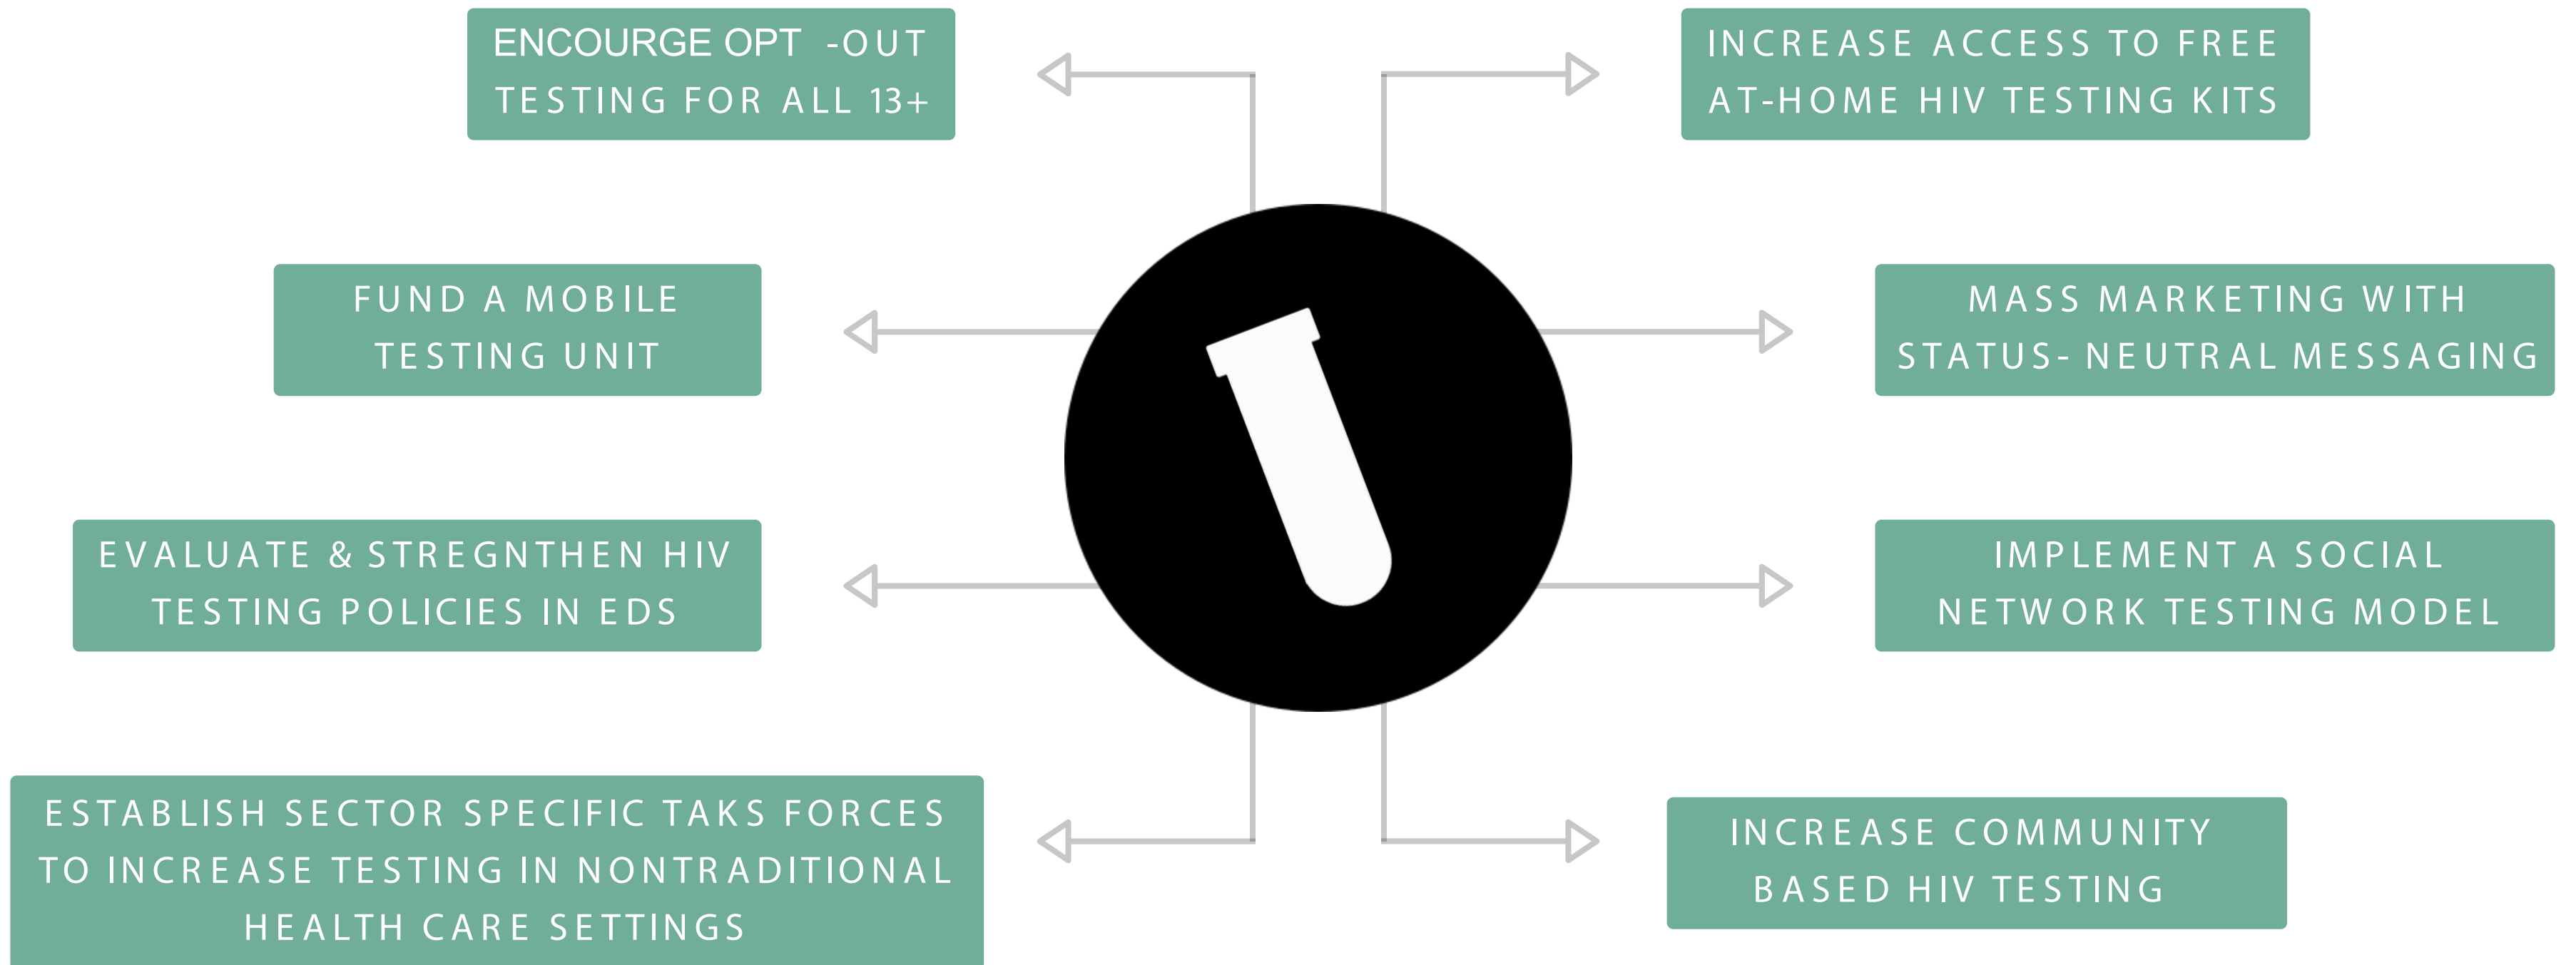 ENCOURGE OPT -OUT
TESTING FOR ALL 13+
INCREASE ACCESS TO FREE
AT-HOME HIV TESTING KITS
FUND A MOBILE
TESTING UNIT
MASS MARKETING WITH
STATUS- NEUTRAL MESSAGING
EVALUATE & STREGNTHEN HIV
TESTING POLICIES IN EDS
IMPLEMENT A SOCIAL
NETWORK TESTING MODEL
ESTABLISH SECTOR SPECIFIC TAKS FORCES
TO INCREASE TESTING IN NONTRADITIONAL
HEALTH CARE SETTINGS
INCREASE COMMUNITY
BASED HIV TESTING